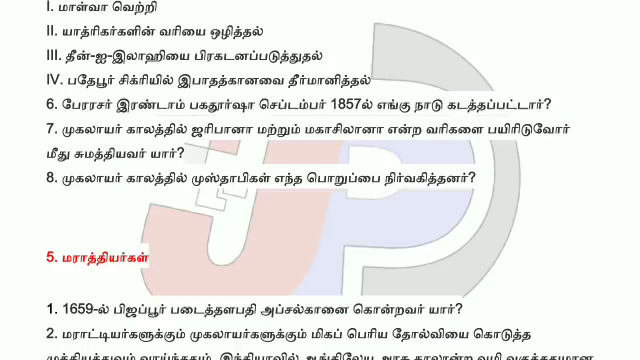 I. மாள்வா வெற்றி
II. யாத்ரிகர்களின் வரியை ஒழித்தல்
III. தீன்-ஐ-இலாஹியை பிரகடனப்படுத்துதல்
IV. பதேபூர் சிக்ரியில் இபாதத்கானவை தீர்மானித்தல்
6. பேரரசர் இரண்டாம் பகதூர்ஷா செப்டம்பர் 1857ல் எங்கு நாடு கடத்தப்பட்டார்?
7. முகலாயர் காலத்தில் ஜரிபானா மற்றும் மகாசிலானா என்ற வரிகளை பயிரிடுவோர்
மீது சுமத்தியவர் யார்?
8. முகலாயர் காலத்தில் முஸ்தாபிகள் எந்த பொறுப்பை நிர்வகித்தனர்?
5. மராத்தியர்கள்
1. 1659-ல் பிஜப்பூர் படைத்தளபதி அப்சல்கானை கொன்றவர் யார்?
2. மராட்டியர்களுக்கும் முகலாயர்களுக்கும் மிகப் பெரிய தோல்வியை கொடுத்த